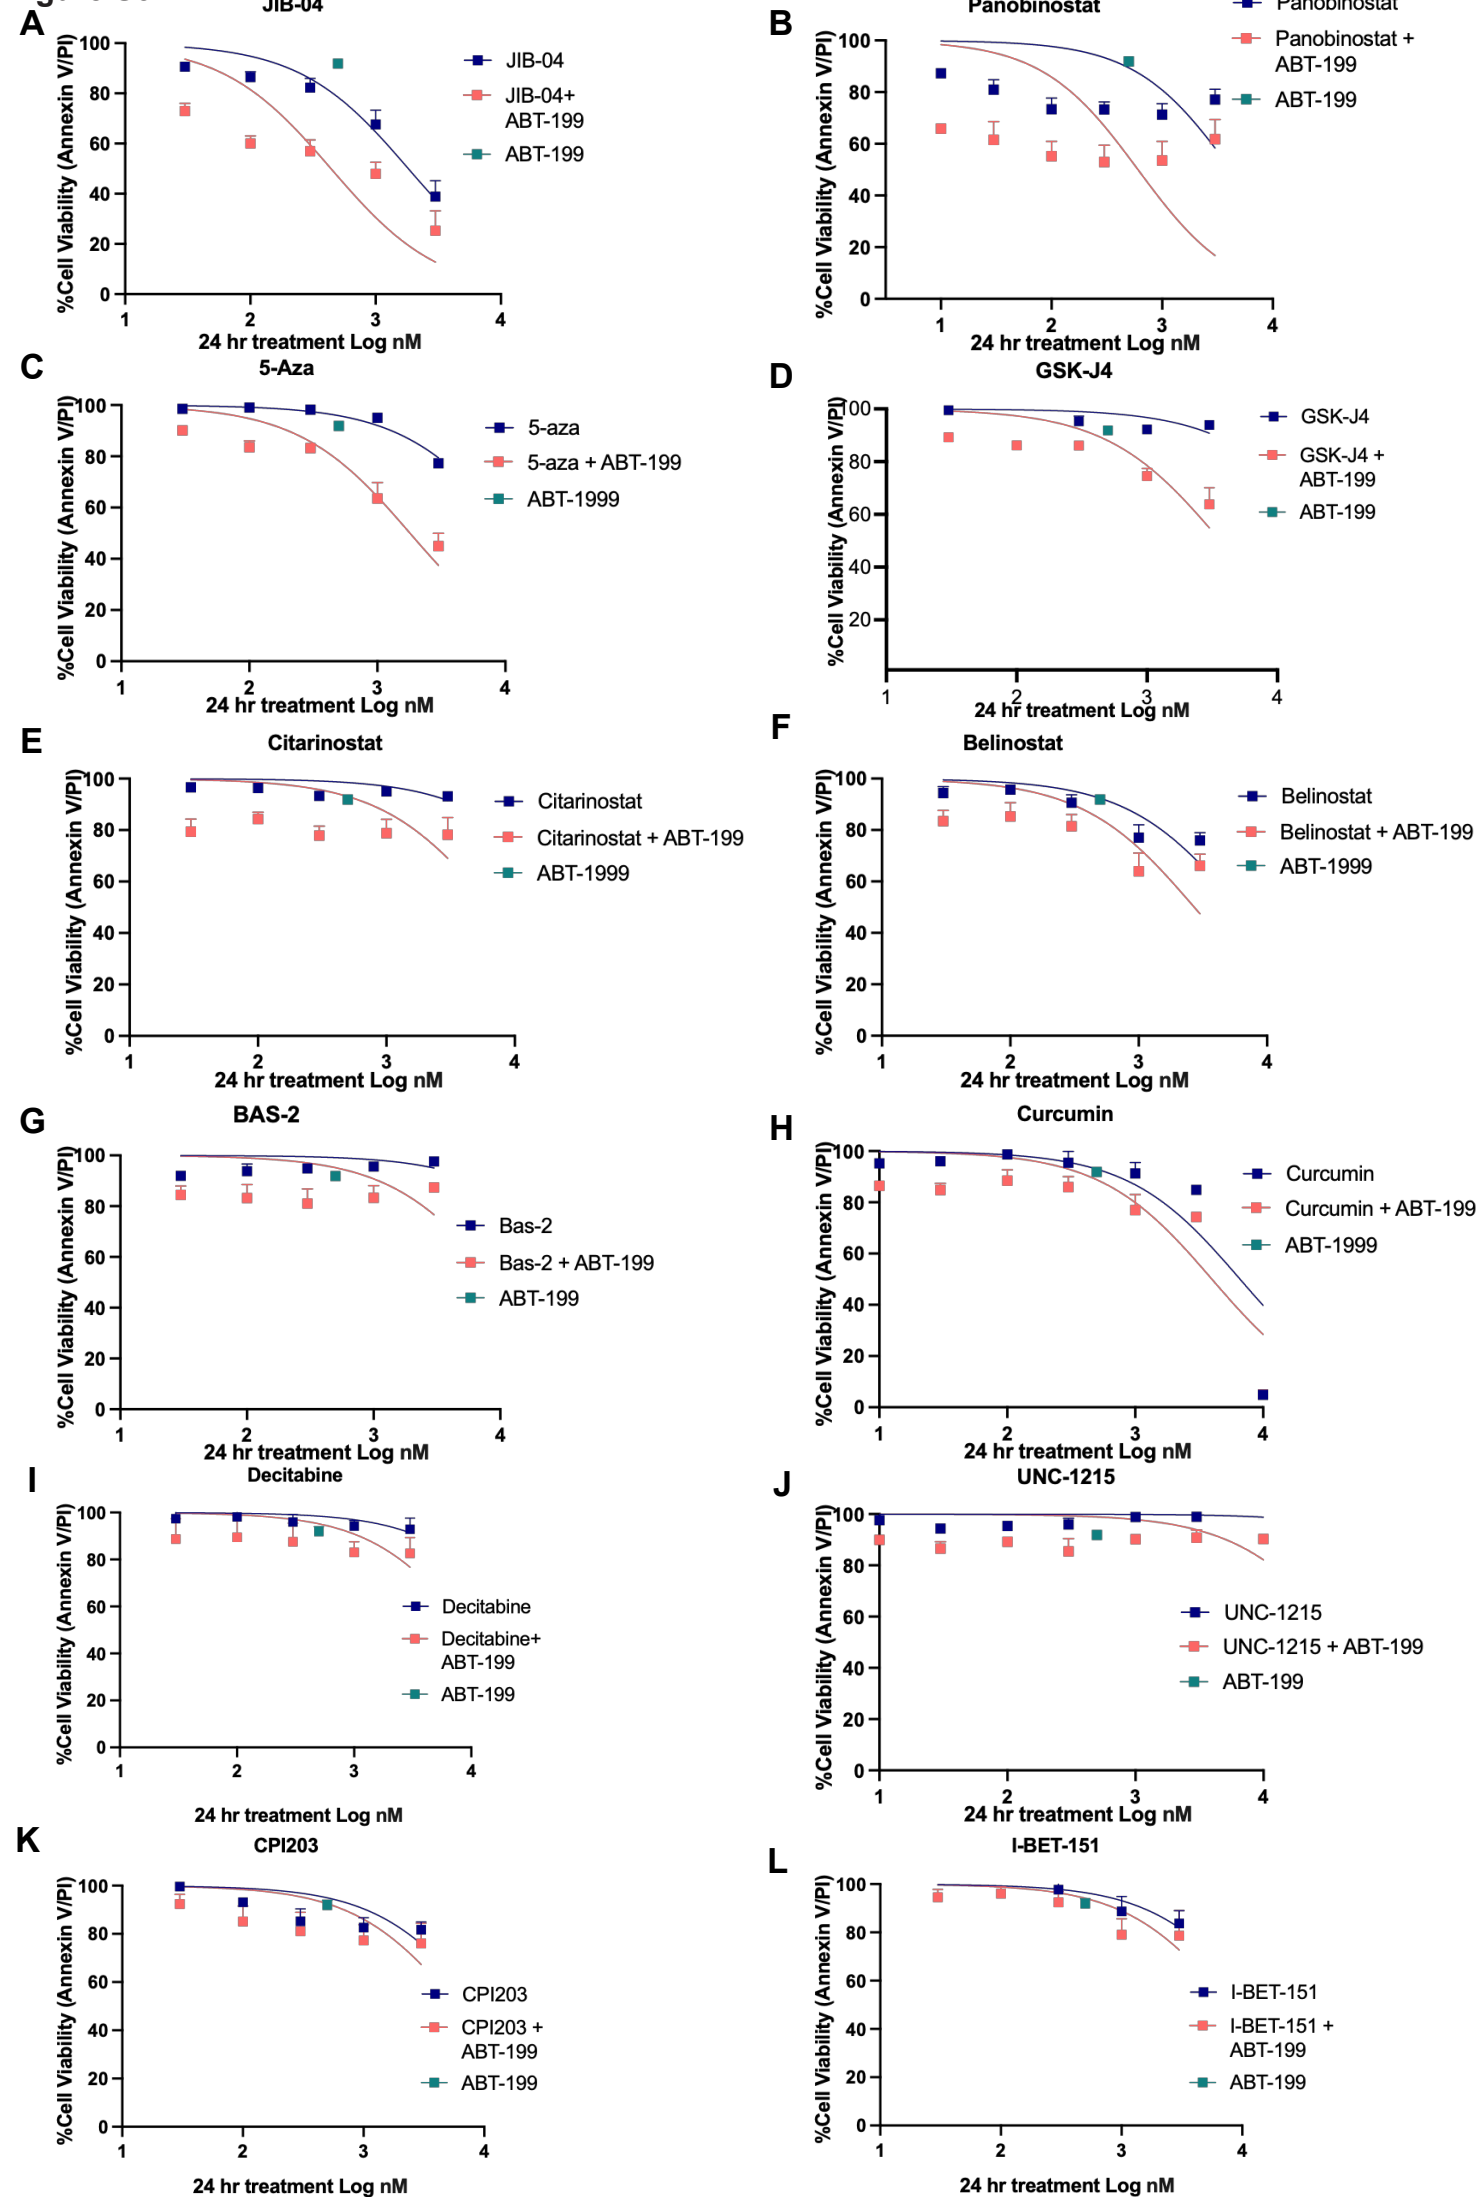 JIB-04
A
%Cell Viability (Annexin V/PI)
100
80
60
40
20
0
1 2 3 4
24 hr treatment Log nM
JIB-04
JIB-04+
ABT-199
ABT-199
Panobinostat
B
%Cell Viability (Annexin V/PI)
100
80
60
40
20
0
1 2 3 4
24 hr treatment Log nM
Panobinostat
Panobinostat +
ABT-199
ABT-199
C
5-Aza
%Cell Viability (Annexin V/PI)
100
80
60
40
20
0
1 2 3 4
24 hr treatment Log nM
5-aza
5-aza + ABT-199
ABT-1999
D
GSK-J4
%Cell Viability (Annexin V/PI)
100
80
60
40
20
1 2 3 4
24 hr treatment Log nM
GSK-J4
GSK-J4 +
ABT-199
ABT-199
E
Citarinostat
%Cell Viability (Annexin V/PI)
100
80
60
40
20
0
1 2 3 4
24 hr treatment Log nM
Citarinostat
Citarinostat + ABT-199
ABT-1999
F
Belinostat
%Cell Viability (Annexin V/PI)
100
80
60
40
20
0
1 2 3 4
24 hr treatment Log nM
Belinostat
Belinostat + ABT-199
ABT-1999
G
BAS-2
%Cell Viability (Annexin V/PI)
100
80
60
40
20
0
1 2 3 4
24 hr treatment Log nM
Bas-2
Bas-2 + ABT-199
ABT-199
H
Curcumin
%Cell Viability (Annexin V/PI)
100
80
60
40
20
0
1 2 3 4
24 hr treatment Log nM
Curcumin
Curcumin + ABT-199
ABT-1999
I
Decitabine
%Cell Viability (Annexin V/PI)
100
80
60
40
20
0
1 2 3 4
24 hr treatment Log nM
Decitabine
Decitabine+
ABT-199
ABT-199
J
UNC-1215
%Cell Viability (Annexin V/PI)
100
80
60
40
20
0
1 2 3 4
24 hr treatment Log nM
UNC-1215
UNC-1215 + ABT-199
ABT-199
K
CPI203
%Cell Viability (Annexin V/PI)
100
80
60
40
20
0
1 2 3 4
24 hr treatment Log nM
CPI203
CPI203 +
ABT-199
ABT-199
L
I-BET-151
%Cell Viability (Annexin V/PI)
100
80
60
40
20
0
1 2 3 4
24 hr treatment Log nM
I-BET-151
I-BET-151 +
ABT-199
ABT-199